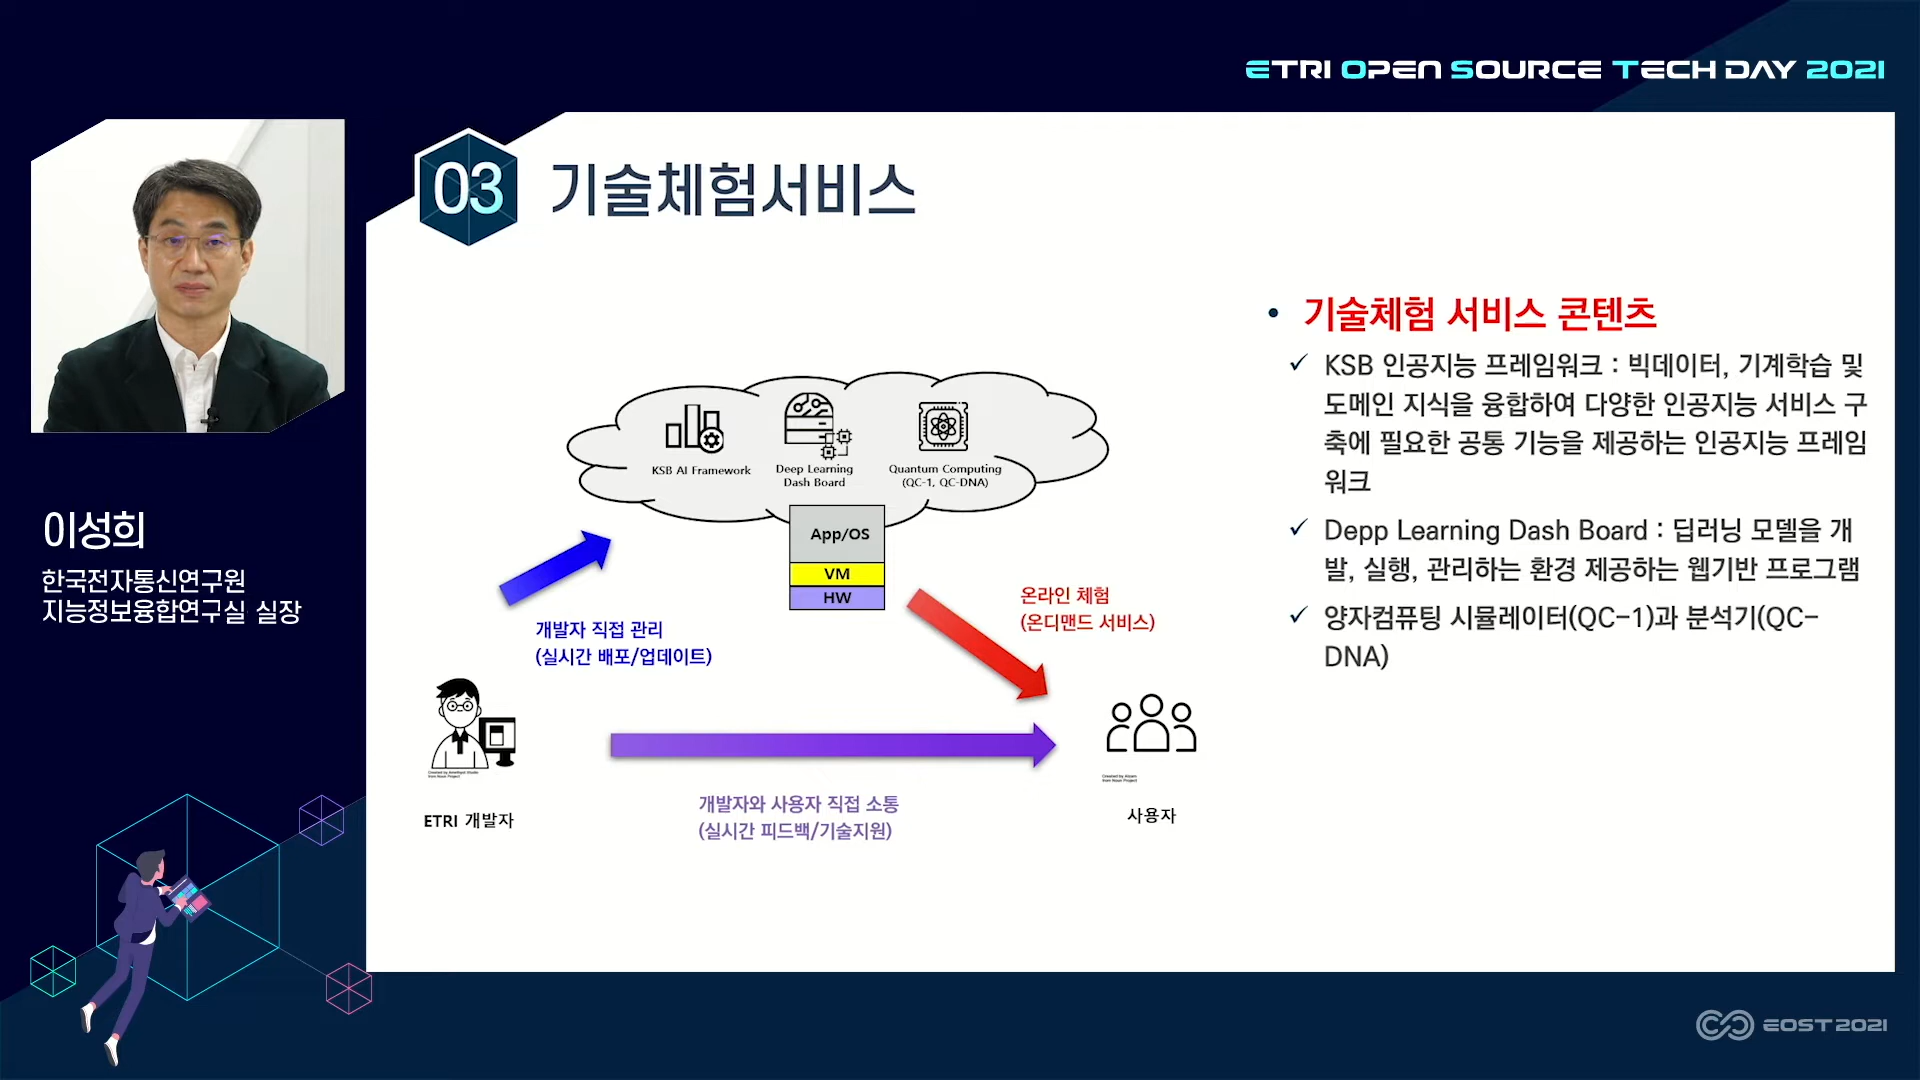 ETRI OPEN SOURCE TECH DAY 2021
03
기술체험서비스
이성희
한국전자통신연구원
지능정보융합연구실 실장
KSB AI Framework
Deep Learning
Dash Board
Quantum Computing
(QC-1, QC-DNA)
App/OS
VM
HW
개발자 직접 관리
(실시간 배포/업데이트)
온라인 체험
(온디맨드 서비스)
Created by Amethyst Studio
from Noun Project
ETRI 개발자
개발자와 사용자 직접 소통
(실시간 피드백/기술지원)
from Noun Project
사용자
• 기술체험 서비스 콘텐츠
✓ KSB 인공지능 프레임워크 : 빅데이터, 기계학습 및
도메인 지식을 융합하여 다양한 인공지능 서비스 구
축에 필요한 공통 기능을 제공하는 인공지능 프레임
워크
✓ Depp Learning Dash Board : 딥러닝 모델을 개
발, 실행, 관리하는 환경 제공하는 웹기반 프로그램
✓ 양자컴퓨팅 시뮬레이터(QC-1)과 분석기(QC-
DNA)
EOST 2021